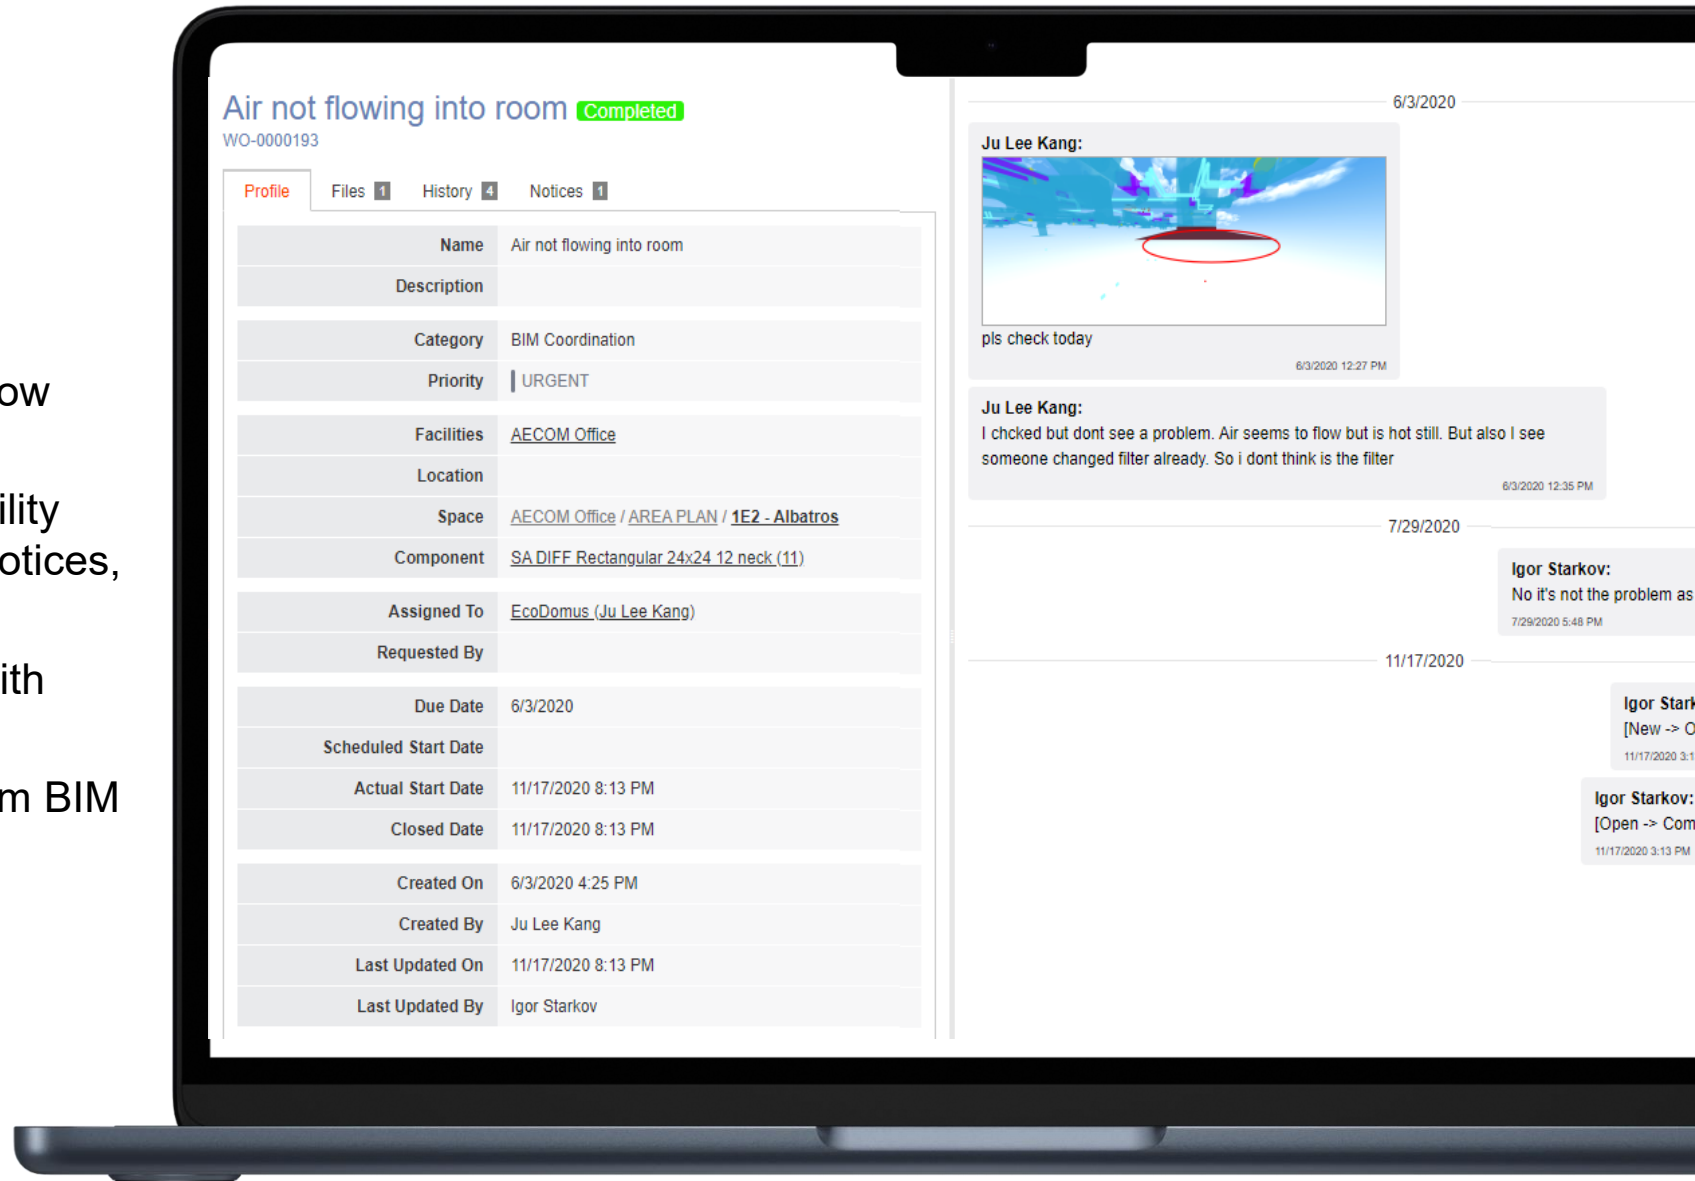 ow
ility
otices,
ith
m BIM
Air not flowing into room Completed
WO-0000193
Profile Files 1 History 4 Notices 1
Name Air not flowing into room
Description
Category BIM Coordination
Priority URGENT
Facilities AECOM Office
Location
Space AECOM Office / AREA PLAN / 1E2 - Albatros
Component SA DIFF Rectangular 24x24 12 neck (11)
Assigned To EcoDomus (Ju Lee Kang)
Requested By
Due Date 6/3/2020
Scheduled Start Date
Actual Start Date 11/17/2020 8:13 PM
Closed Date 11/17/2020 8:13 PM
Created On 6/3/2020 4:25 PM
Created By Ju Lee Kang
Last Updated On 11/17/2020 8:13 PM
Last Updated By Igor Starkov
6/3/2020
Ju Lee Kang:
pls check today
6/3/2020 12:27 PM
Ju Lee Kang:
I chcked but dont see a problem. Air seems to flow but is hot still. But also I see
someone changed filter already. So i dont think is the filter
6/3/2020 12:35 PM
7/29/2020
Igor Starkov:
No it's not the problem as
7/29/2020 5:48 PM
11/17/2020
Igor Star
[New -> O
11/17/2020 3:1
Igor Starkov:
[Open -> Com
11/17/2020 3:13 PM